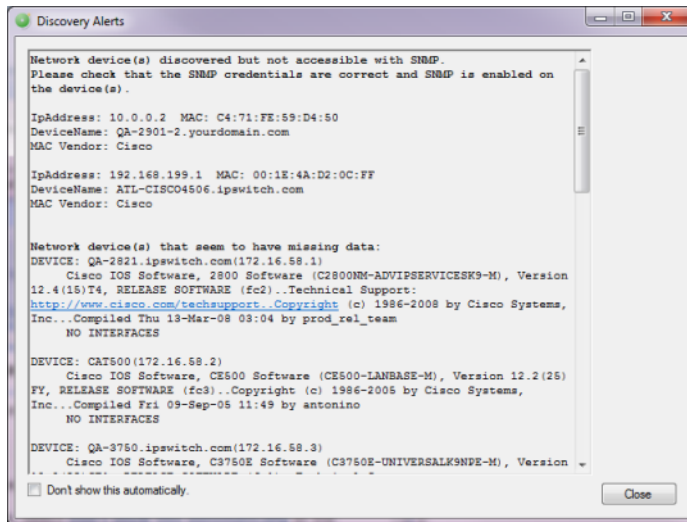 Discovery Alerts
Network device(s) discovered but not accessible with SNMP.
Please check that the SNMP credentials are correct and SNMP is enabled on
the device(s).
IpAddress: 10.0.0.2  MAC: C4:71:FE:59:D4:50
DeviceName: QA-2901-2.yourdomain.com
MAC Vendor: Cisco
IpAddress: 192.168.199.1  MAC: 00:1E:4A:D2:0C:FF
DeviceName: ATL-CISCO4506.ipswitch.com
MAC Vendor: Cisco
Network device(s) that seem to have missing data:
DEVICE: QA-2821.ipswitch.com(172.16.58.1)
Cisco IOS Software, 2800 Software (C2800NM-ADVIPSERVICESK9-M), Version
12.4(15)T4, RELEASE SOFTWARE (fc2)..Technical Support:
http://www.cisco.com/techsupport..Copyright (c) 1986-2008 by Cisco Systems,
Inc...Compiled Thu 13-Mar-08 03:04 by prod_rel_team
NO INTERFACES
DEVICE: CAT500(172.16.58.2)
Cisco IOS Software, CE500 Software (CE500-LANBASE-M), Version 12.2(25)
FY, RELEASE SOFTWARE (fc3)..Copyright (c) 1986-2005 by Cisco Systems,
Inc...Compiled Fri 09-Sep-05 11:49 by antonino
NO INTERFACES
DEVICE: QA-3750.ipswitch.com(172.16.58.3)
Cisco IOS Software, C3750E Software (C3750E-UNIVERSALK9NPE-M), Version
Don't show this automatically.
Close